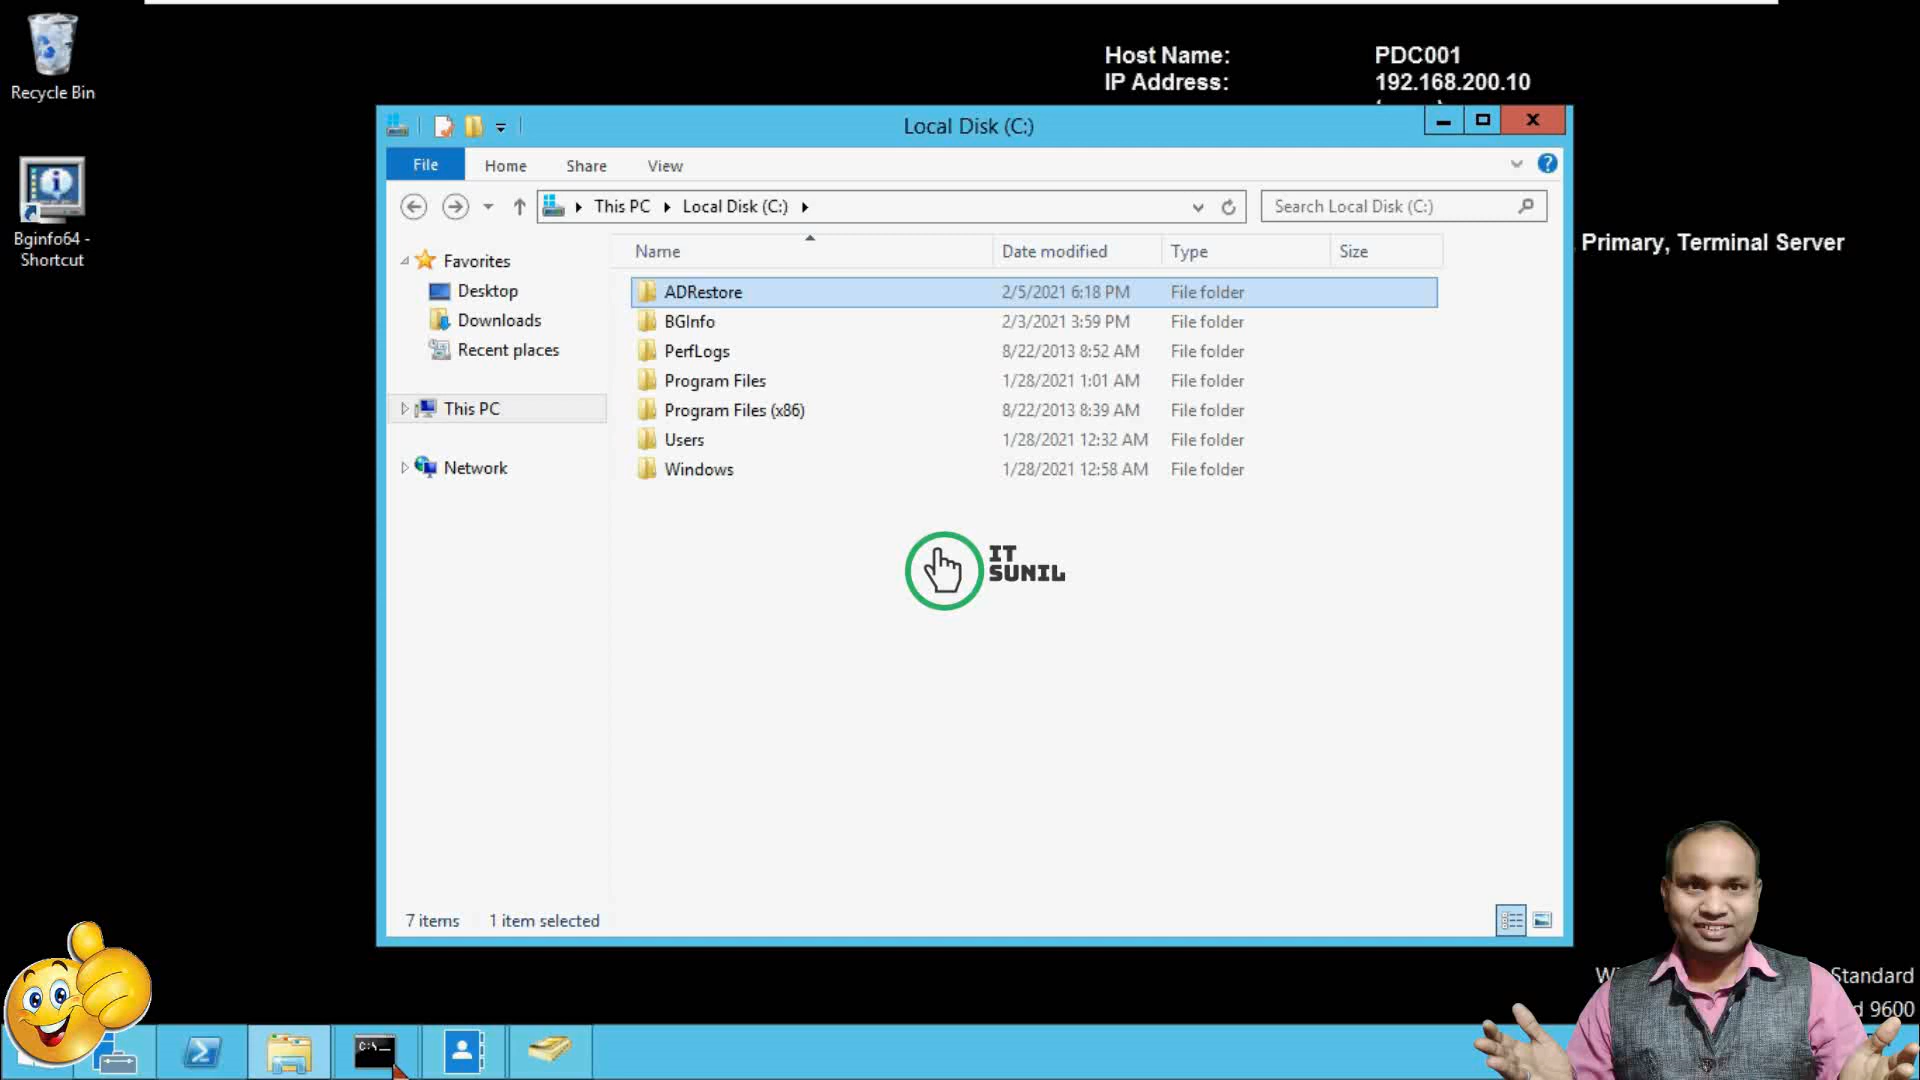 Recycle Bin
Bginfo64 -
Shortcut
Host Name: PDC001
IP Address: 192.168.200.10
Primary, Terminal Server
Local Disk (C:)
File Home Share View
This PC Local Disk (C:)
Search Local Disk (C:)
Favorites
Desktop
Downloads
Recent places
This PC
Network
Name Date modified Type Size
ADRestore 2/5/2021 6:18 PM File folder
BGInfo 2/3/2021 3:59 PM File folder
PerfLogs 8/22/2013 8:52 AM File folder
Program Files 1/28/2021 1:01 AM File folder
Program Files (x86) 8/22/2013 8:39 AM File folder
Users 1/28/2021 12:32 AM File folder
Windows 1/28/2021 12:58 AM File folder
IT
SUNIL
7 items 1 item selected
Standard
9600
C:\